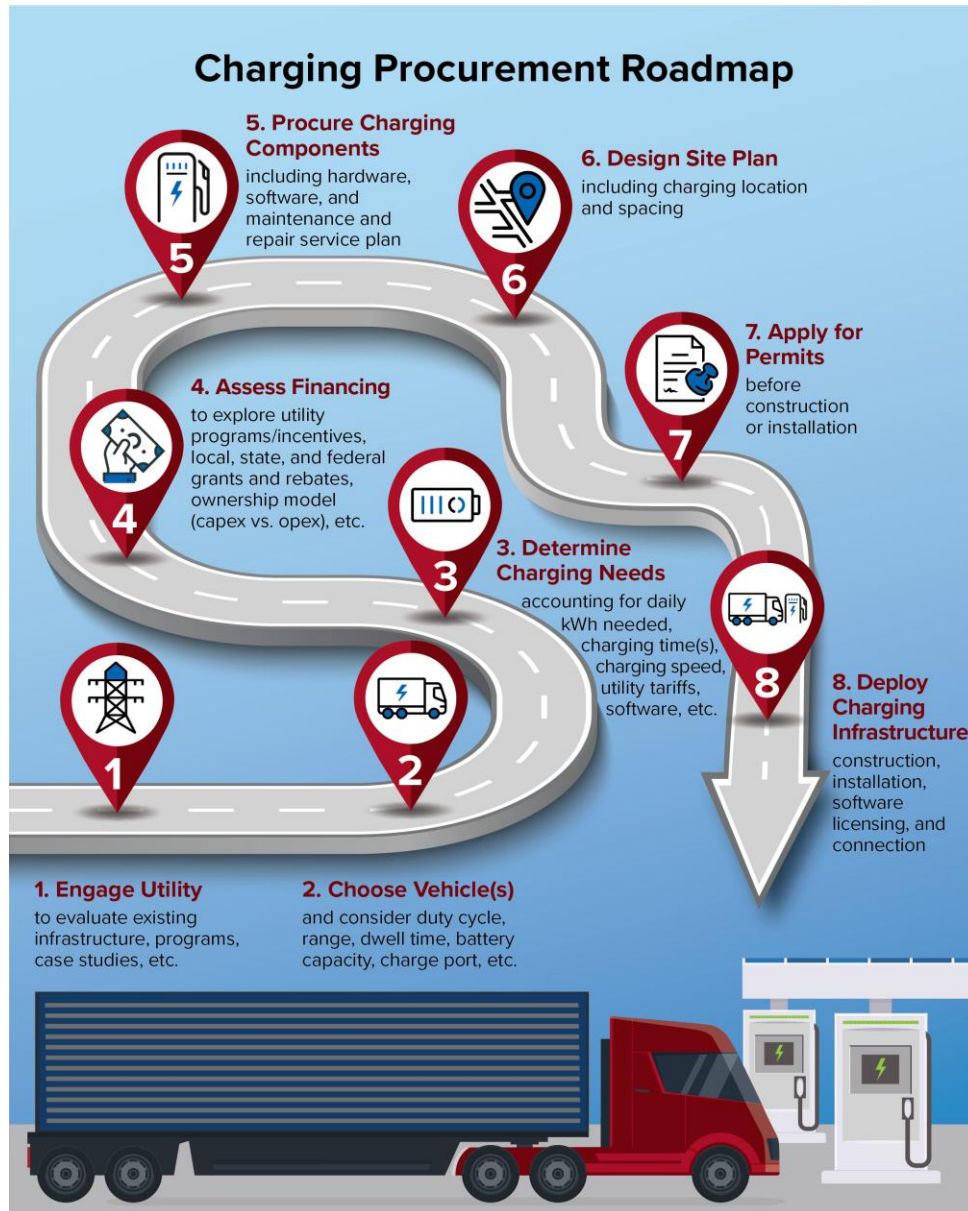 Charging Procurement Roadmap
1
1. Engage Utility
to evaluate existing
infrastructure, programs,
case studies, etc.
2
2. Choose Vehicle(s)
and consider duty cycle,
range, dwell time, battery
capacity, charge port, etc.
3
3. Determine
Charging Needs
accounting for daily
kWh needed,
charging time(s),
charging speed,
utility tariffs,
software, etc.
4
4. Assess Financing
to explore utility
programs/incentives,
local, state, and federal
grants and rebates,
ownership model
(capex vs. opex), etc.
5
5. Procure Charging
Components
including hardware,
software, and
maintenance and
repair service plan
6
6. Design Site Plan
including charging location
and spacing
7
7. Apply for
Permits
before
construction
or installation
8
8. Deploy
Charging
Infrastructure
construction,
installation,
software
licensing, and
connection